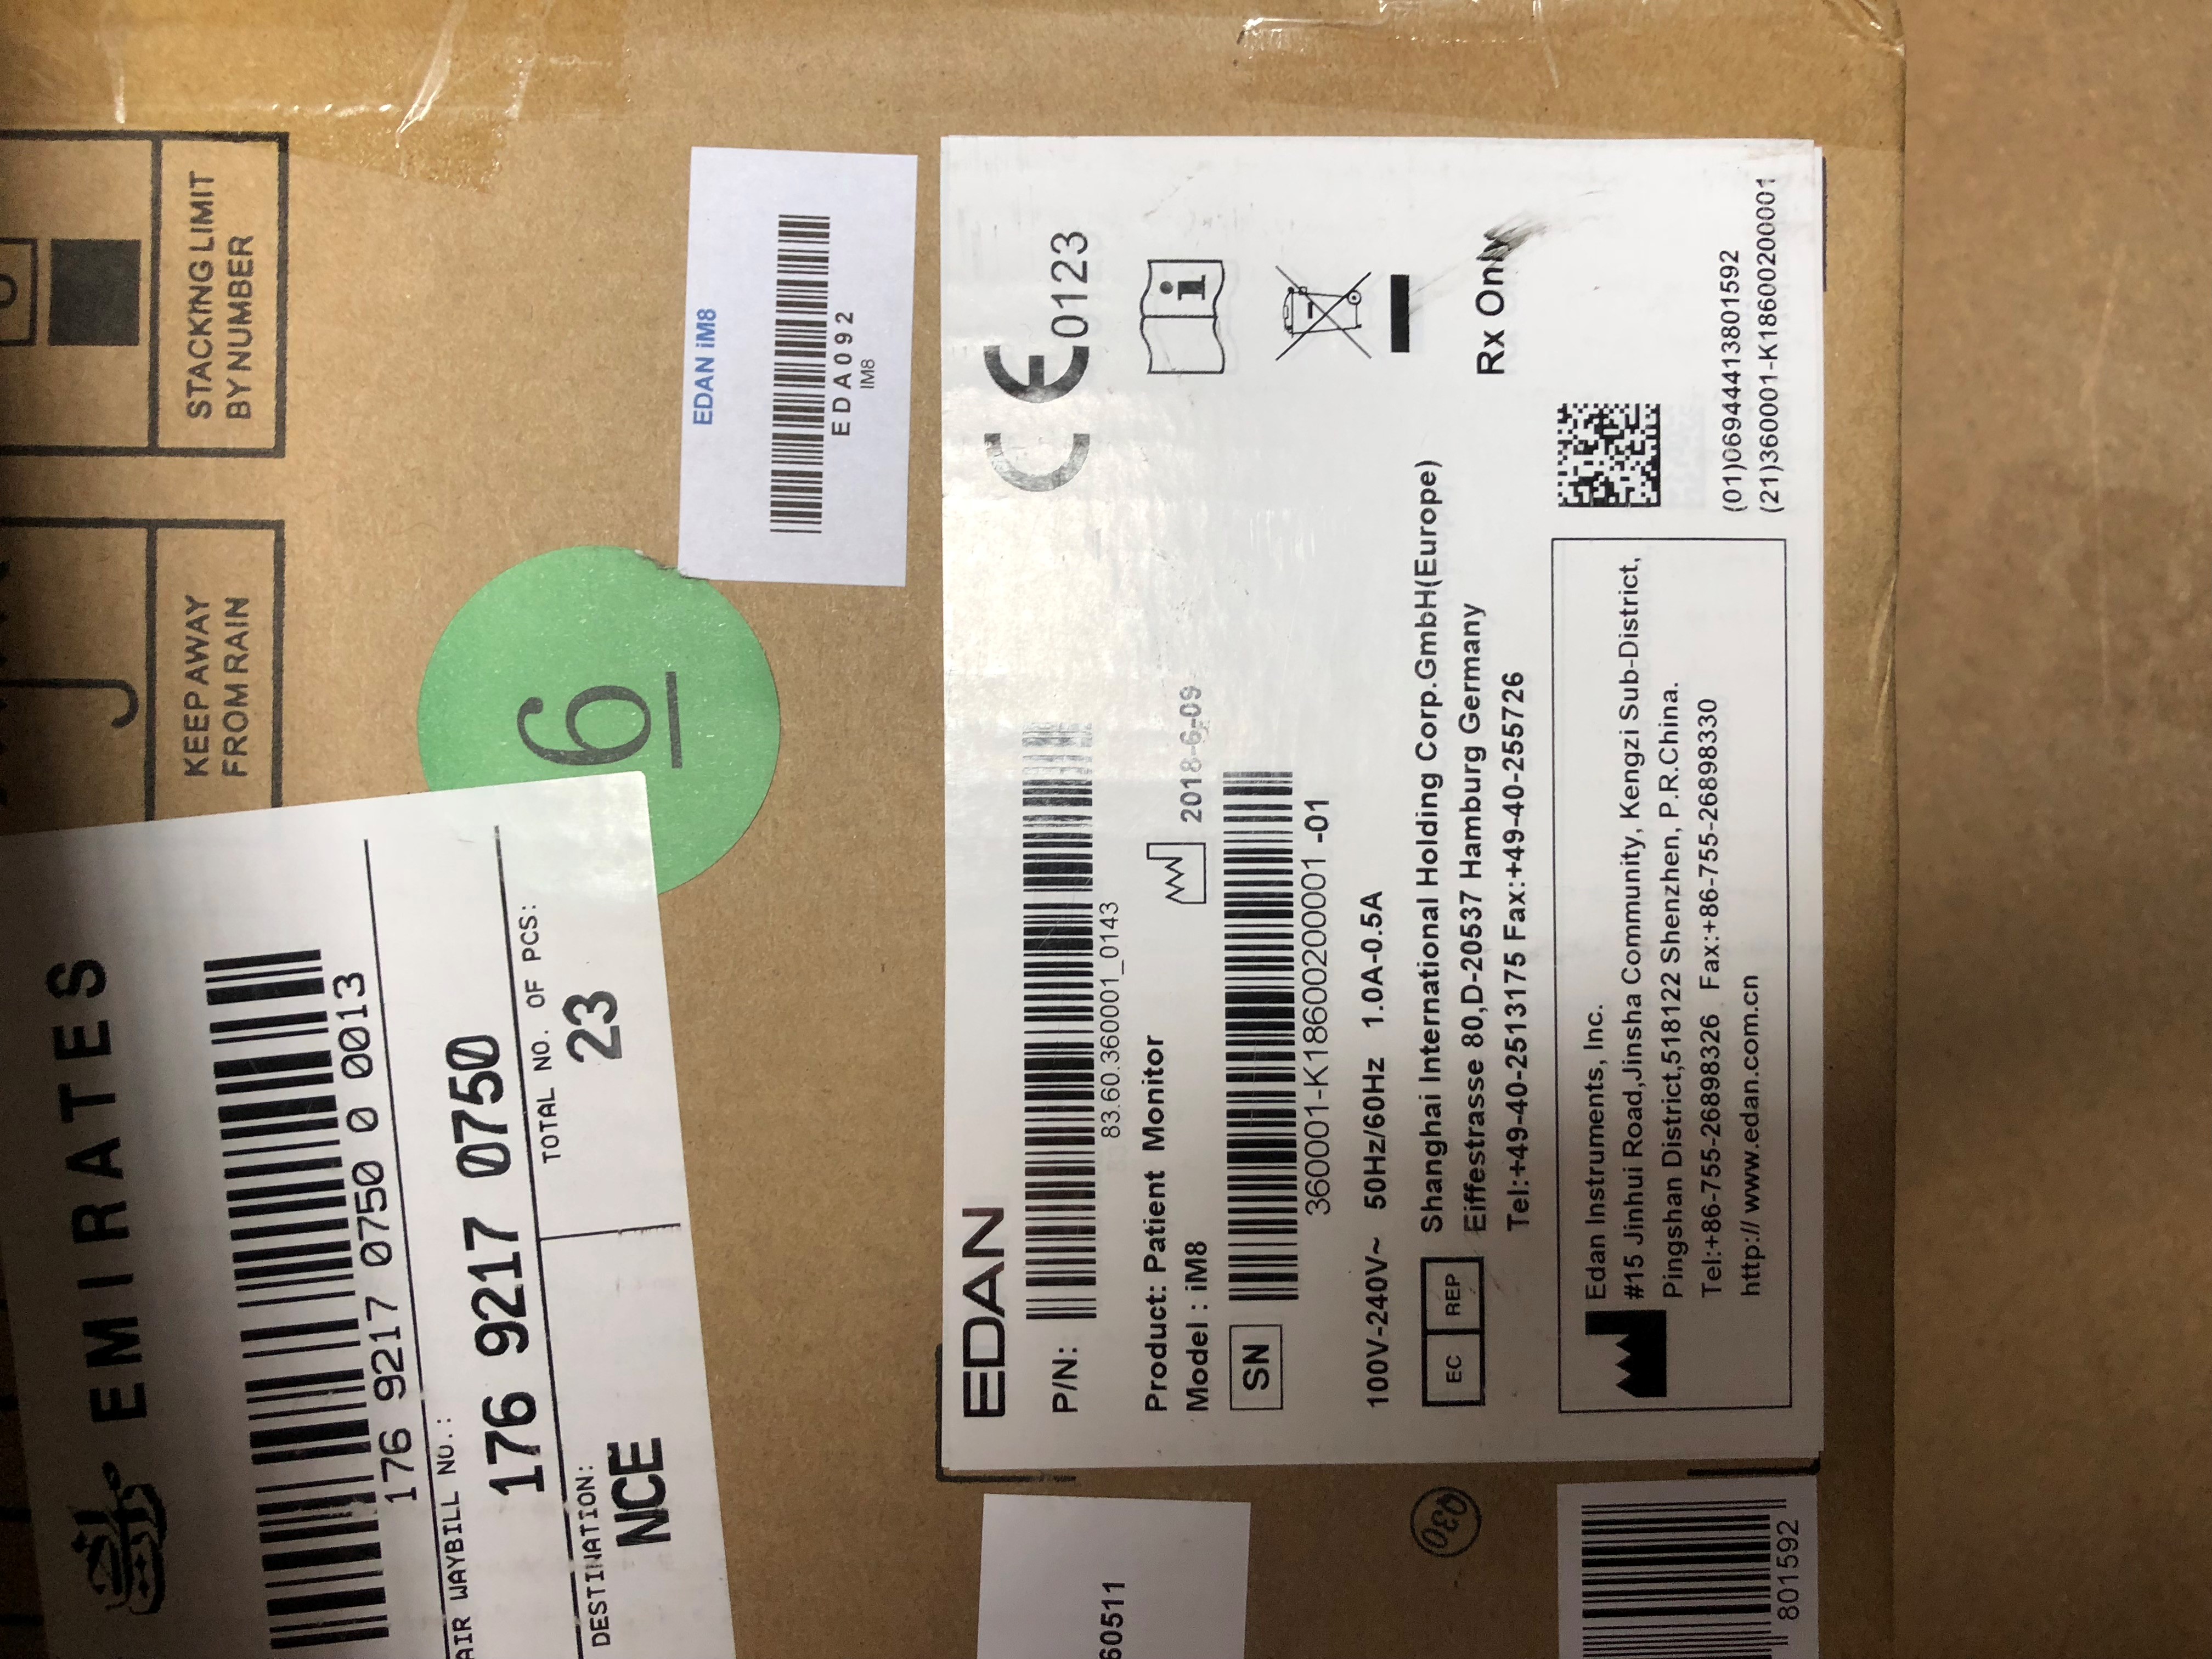 STACKING LIMIT
BY NUMBER
KEEP AWAY
FROM RAIN
EMIRATES
176 9217 0750 0 0013
AIR WAYBILL NO.:
176 9217 0750
DESTINATION:
NCE
TOTAL NO. OF PCS:
23
6
EDAN iM8
EDA092
IM8
EDAN
CE0123
P/N:
83.60.360001_0143
Product: Patient Monitor
Model : iM8
2018-6-09
SN
360001-K18600200001 -01
100V-240V~ 50Hz/60Hz 1.0A-0.5A
Rx Only
EC REP
Shanghai International Holding Corp.GmbH(Europe)
Eiffestrasse 80,D-20537 Hamburg Germany
Tel:+49-40-2513175 Fax:+49-40-255726
Edan Instruments, Inc.
#15 Jinhui Road,Jinsha Community, Kengzi Sub-District,
Pingshan District,518122 Shenzhen, P.R.China.
Tel:+86-755-26898326 Fax:+86-755-26898330
http:// www.edan.com.cn
(01)06944413801592
(21)360001-K18600200001
60511
030
801592